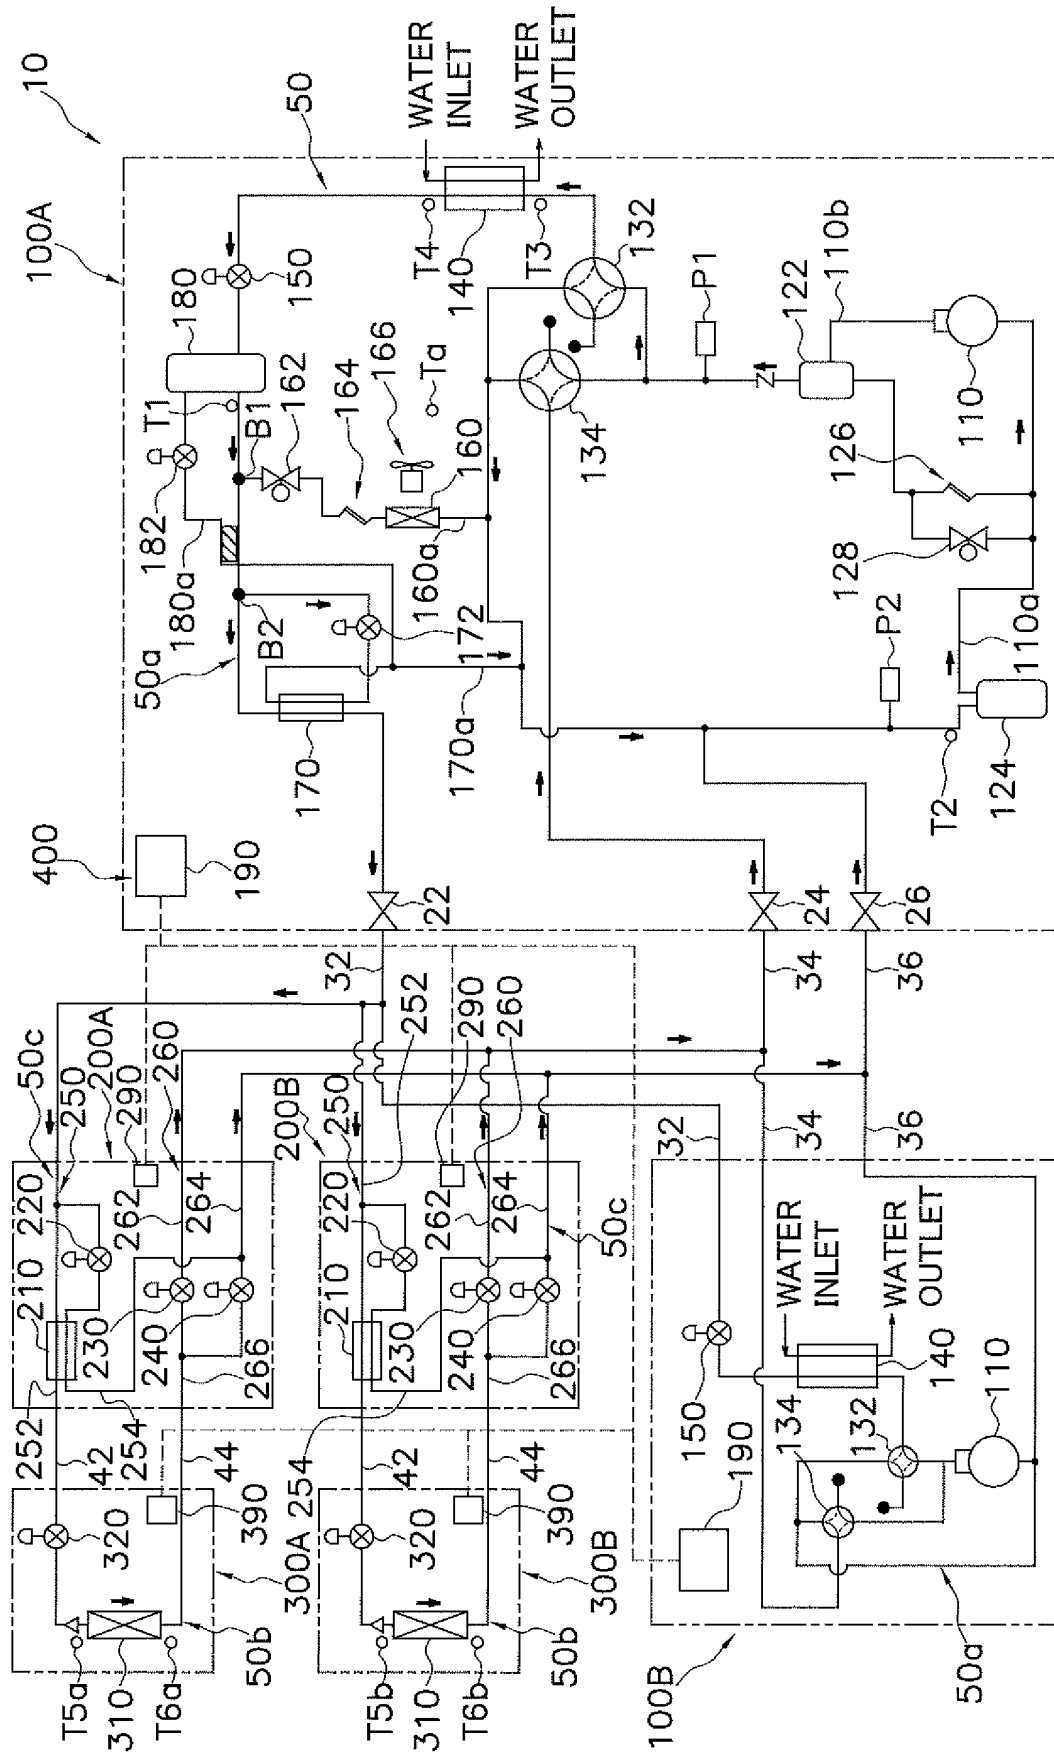 10
100A
50
WATER
INLET
WATER
OUTLET
T4
140
T3
132
150
180
T1
B1
162
164
166
Ta
182
180a
160a
160
134
P1
122
110b
110
126
128
50a
B2
172
170
170a
P2
110a
T2
124
400
190
22
24
26
32
34
36
252
290
260
50c
250
200A
290
260
220
262
264
210
230
240
266
252
254
42
44
200B
250
220
262
264
50c
210
230
240
266
254
42
44
32
34
36
WATER
INLET
WATER
OUTLET
150
140
134
132
110
190
390
320
300A
390
320
300B
T5a
310
T6a
50b
T5b
310
T6b
50b
100B
50a